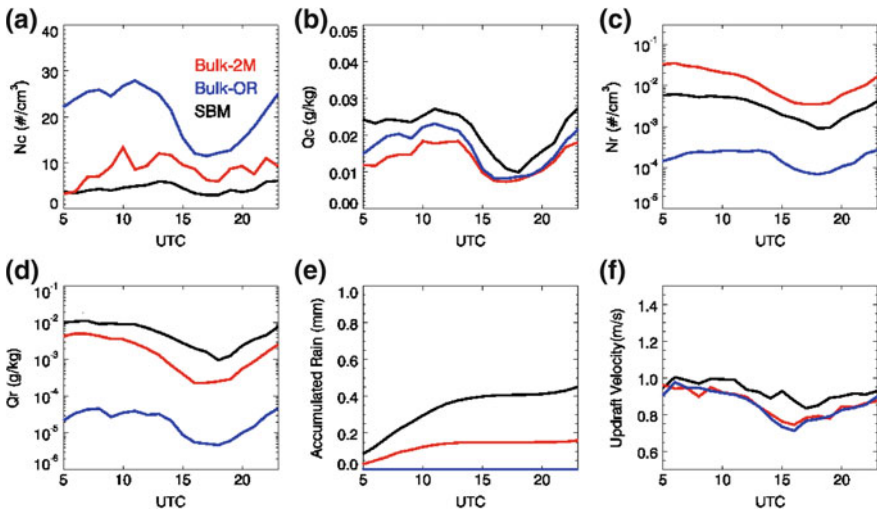 (a)
Nc (#/cm³)
40
30
20
10
0
Bulk-2M
Bulk-OR
SBM
5 10 15 20
UTC
(b)
Qc (g/kg)
0.05
0.04
0.03
0.02
0.01
0.00
5 10 15 20
UTC
(c)
Nr (#/cm³)
10⁻¹
10⁻²
10⁻³
10⁻⁴
10⁻⁵
10⁻⁶
5 10 15 20
UTC
(d)
Qr (g/kg)
10⁻¹
10⁻²
10⁻³
10⁻⁴
10⁻⁵
10⁻⁶
5 10 15 20
UTC
(e)
Accumulated Rain (mm)
1.0
0.8
0.6
0.4
0.2
0.0
5 10 15 20
UTC
(f)
Updraft Velocity(m/s)
1.4
1.2
1.0
0.8
0.6
5 10 15 20
UTC